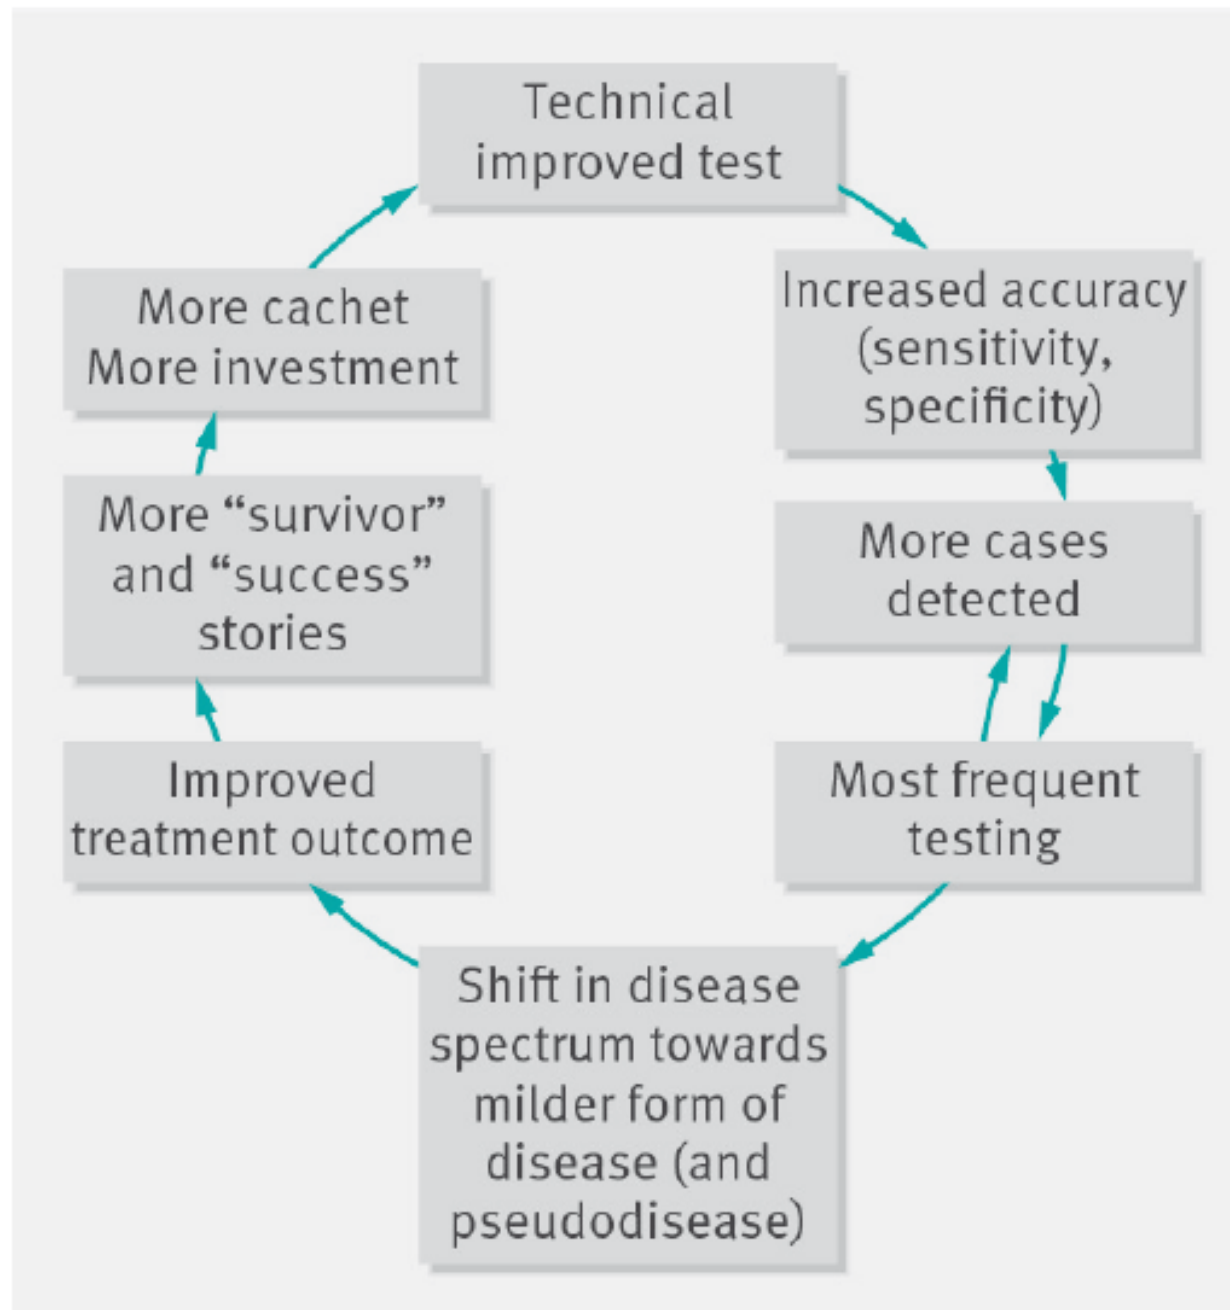 Technical
improved test
Increased accuracy
(sensitivity,
specificity)
More cases
detected
Most frequent
testing
Shift in disease
spectrum towards
milder form of
disease (and
pseudodisease)
Improved
treatment outcome
More “survivor”
and “success”
stories
More cachet
More investment